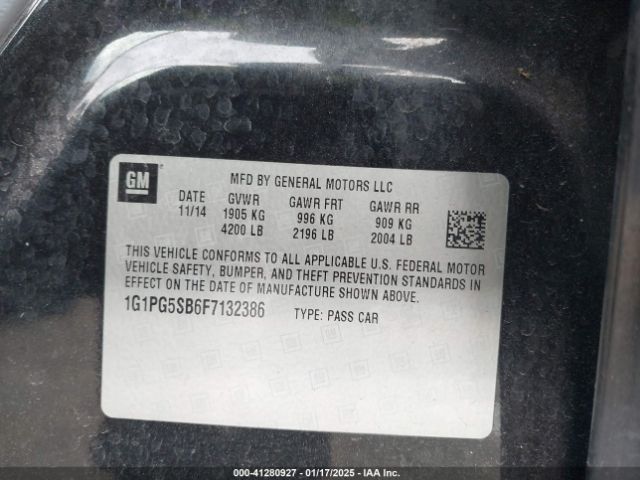 GM
MFD BY GENERAL MOTORS LLC
DATE GVWR GAWR FRT GAWR RR
11/14 1905 KG 996 KG 909 KG
4200 LB 2196 LB 2004 LB
THIS VEHICLE CONFORMS TO ALL APPLICABLE U.S. FEDERAL MOTOR
VEHICLE SAFETY, BUMPER, AND THEFT PREVENTION STANDARDS
IN EFFECT ON THE DATE OF MANUFACTURE SHOWN ABOVE.
1G1PG5SB6F7132386 TYPE: PASS CAR
000-41280927 - 01/17/2025 - IAA Inc.